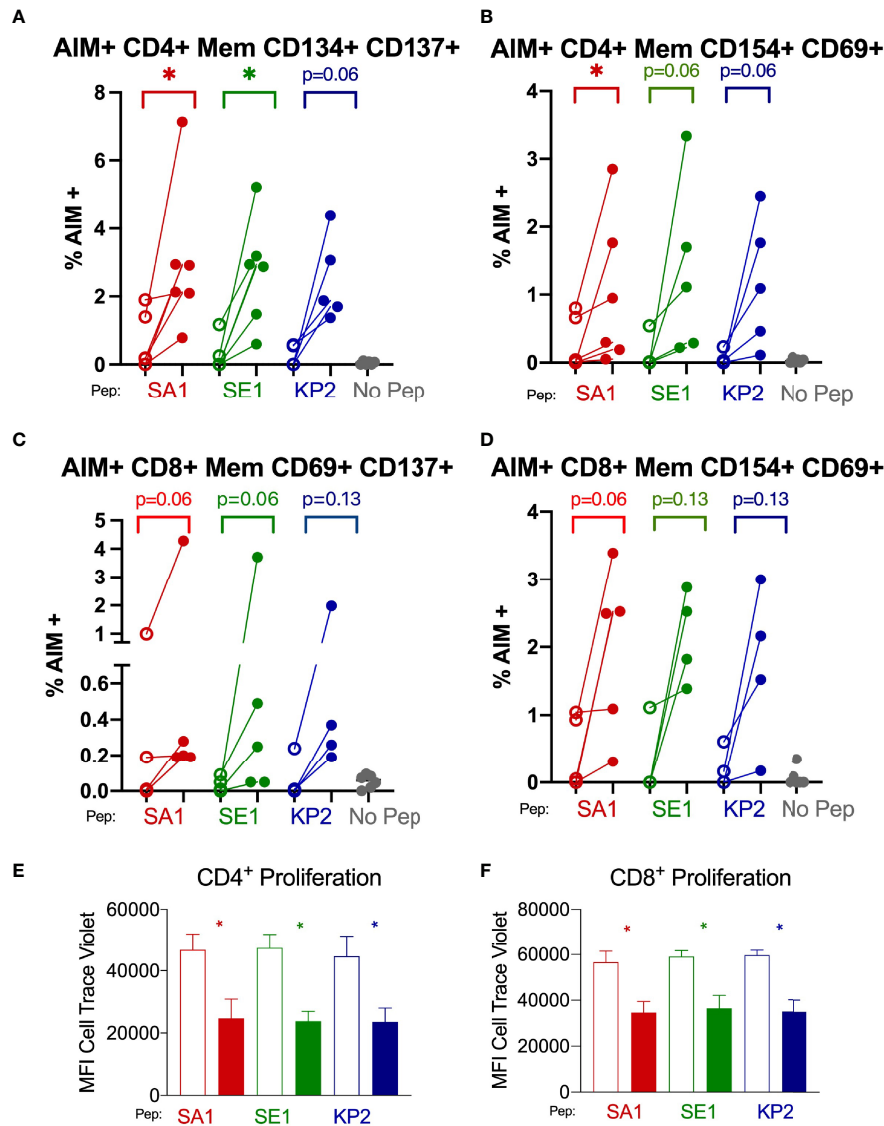 A
AIM+ CD4+ Mem CD134+ CD137+
* * p=0.06
% AIM +
8
6
4
2
0
Pep: SA1 SE1 KP2 No Pep
B
AIM+ CD4+ Mem CD154+ CD69+
* p=0.06 p=0.06
% AIM +
4
3
2
1
0
Pep: SA1 SE1 KP2 No Pep
C
AIM+ CD8+ Mem CD69+ CD137+
p=0.06 p=0.06 p=0.13
% AIM +
5
4
3
2
1
0.6
0.4
0.2
0.0
Pep: SA1 SE1 KP2 No Pep
D
AIM+ CD8+ Mem CD154+ CD69+
p=0.06 p=0.13 p=0.13
% AIM +
4
3
2
1
0
Pep: SA1 SE1 KP2 No Pep
E
CD4+ Proliferation
* * *
MFI Cell Trace Violet
60000
40000
20000
0
Pep: SA1 SE1 KP2
F
CD8+ Proliferation
* * *
MFI Cell Trace Violet
80000
60000
40000
20000
0
Pep: SA1 SE1 KP2